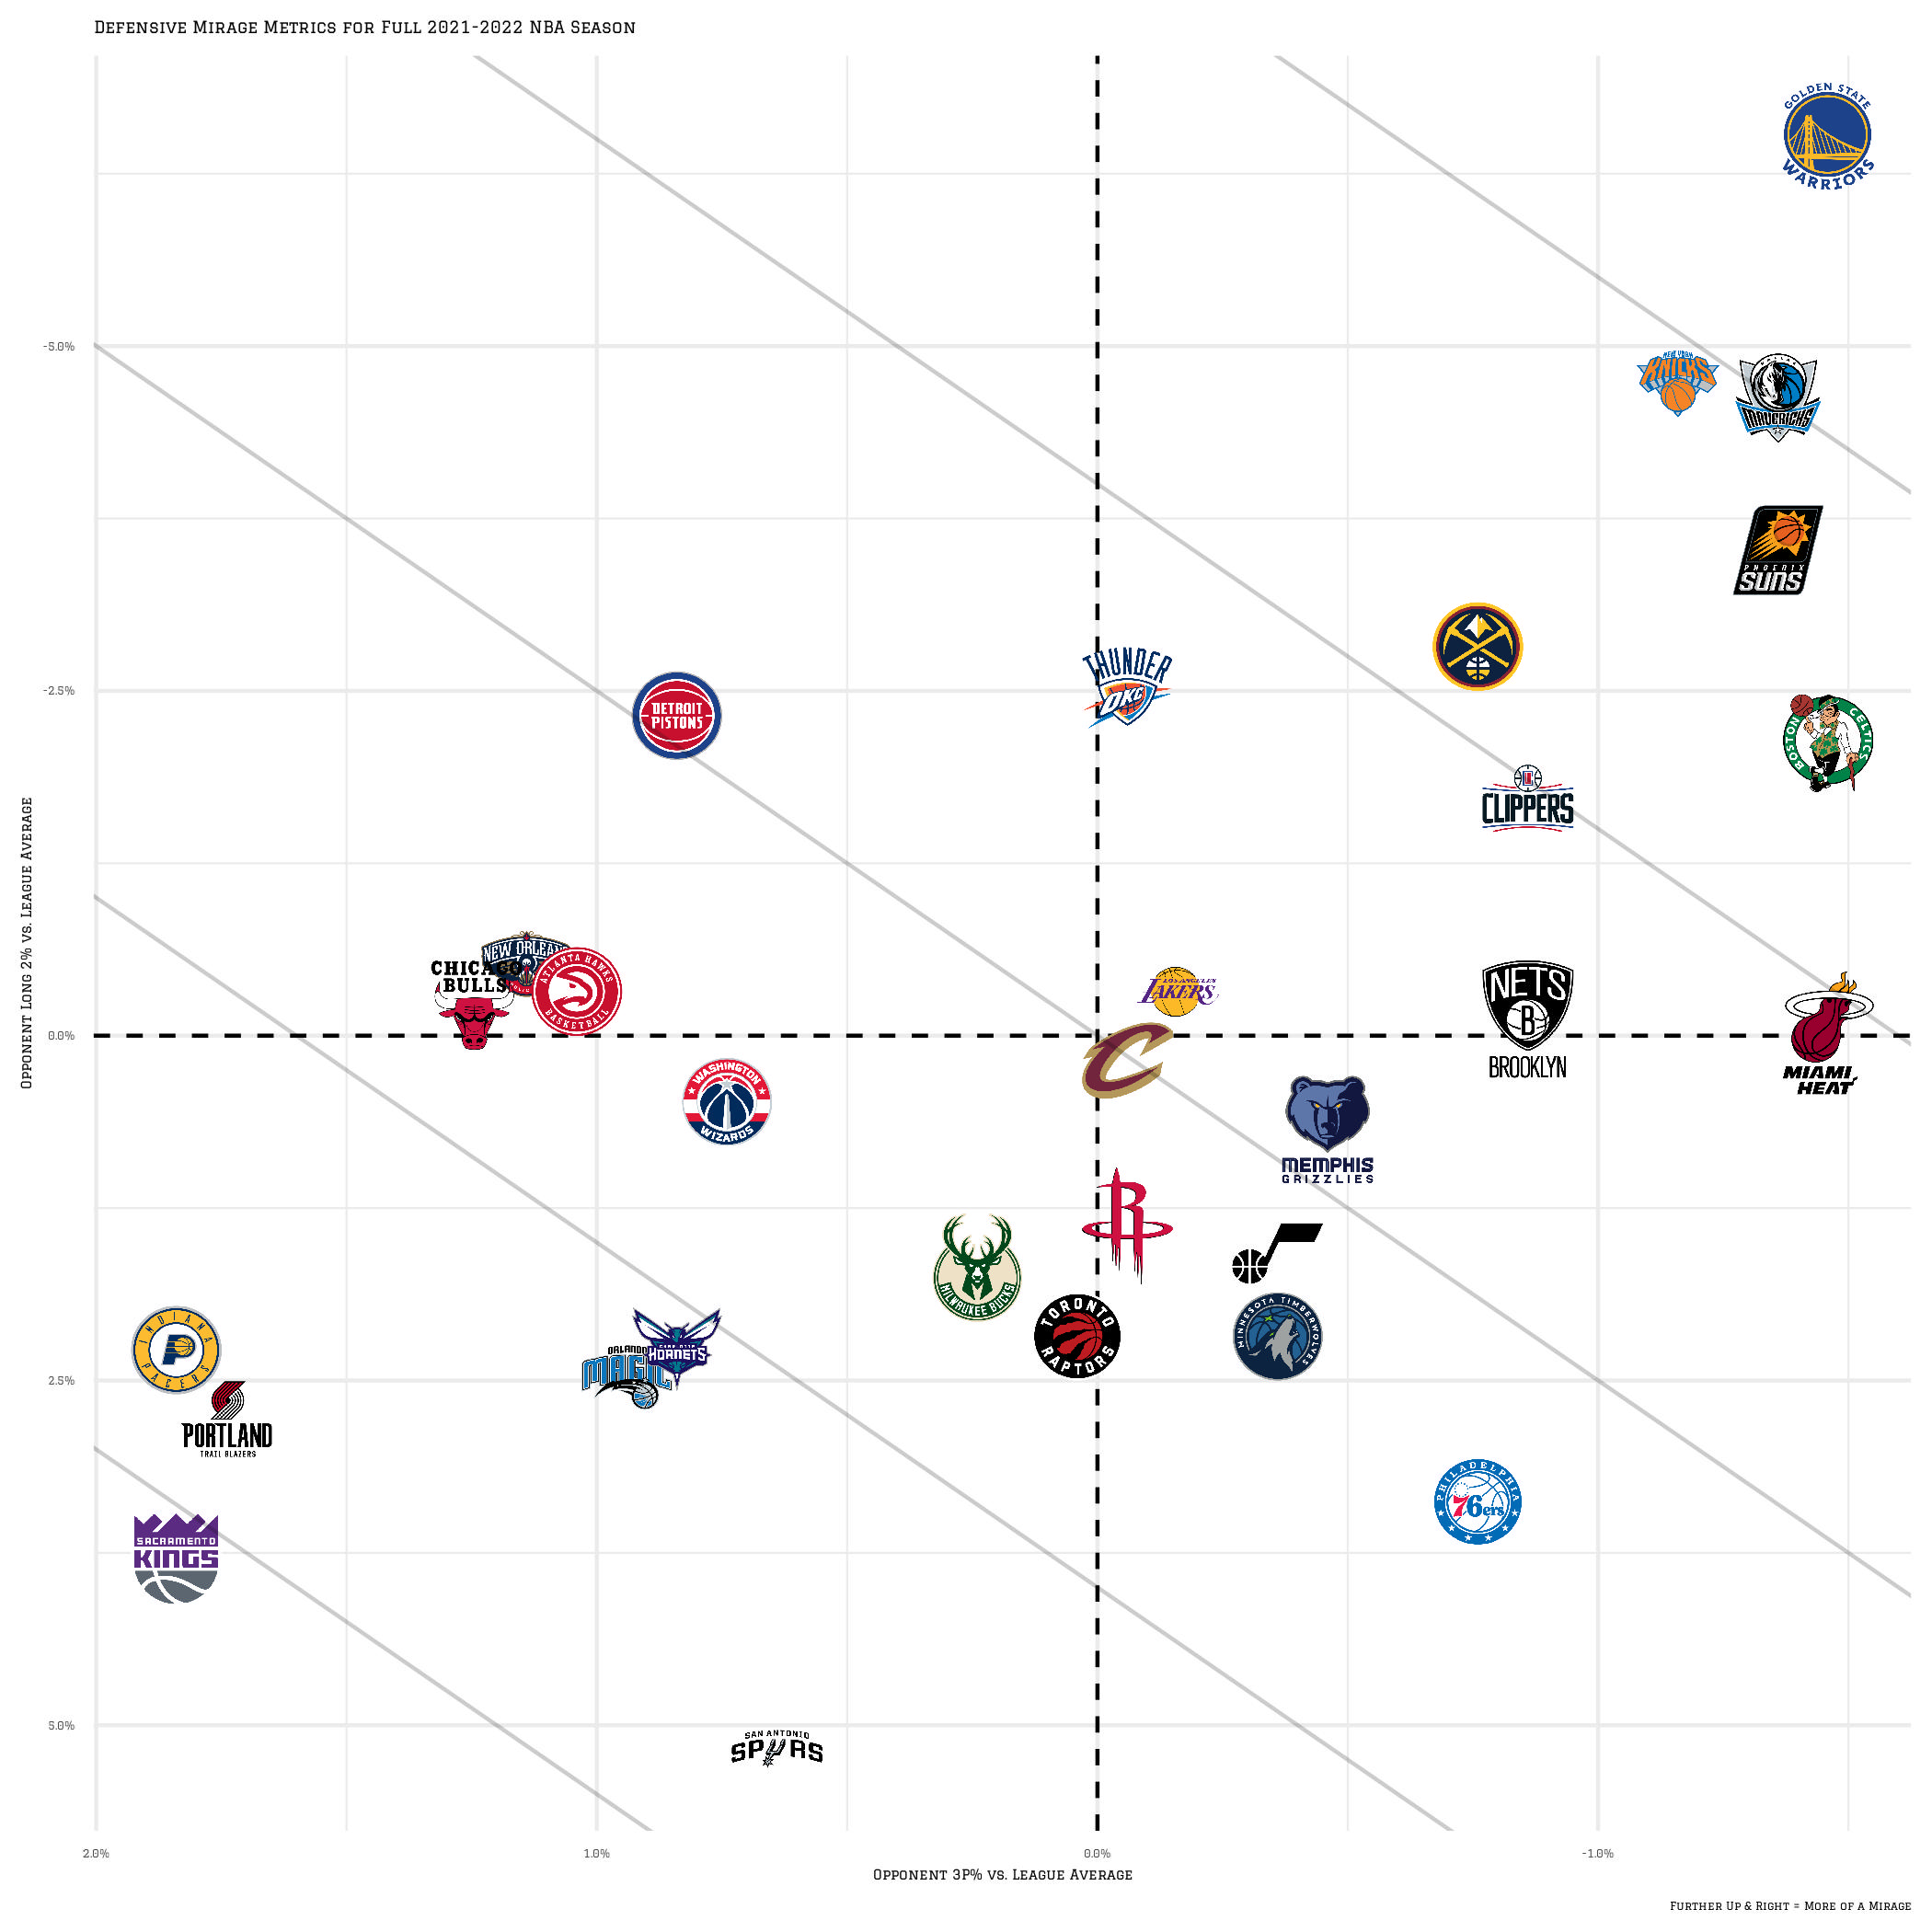 Defensive Mirage Metrics for Full 2021-2022 NBA Season
GOLDEN STATE
WARRIORS
-5.0%
NEW YORK
KNICKS
DALLAS
MAVERICKS
PHOENIX
SUNS
THUNDER
OKC
-2.5%
DETROIT
PISTONS
BOSTON CELTICS
CLIPPERS
Opponent long 2% vs. League Average
NEW ORLEAN
CHICAGO
BULLS
ATLANTA HAWKS
BASKETBALL
LOS ANGELES
LAKERS
NETS
B
BROOKLYN
0.0%
C
MIAMI
HEAT
WASHINGTON
WIZARDS
MEMPHIS
GRIZZLIES
R
MILWAUKEE BUCKS
TORONTO
RAPTORS
MINNESOTA TIMBERWOLVES
INDIANA
P
PACERS
ORLANDO
MAGIC
HORNETS
2.5%
PORTLAND
TRAIL BLAZERS
PHILADELPHIA
76ers
SACRAMENTO
KINGS
5.0%
SAN ANTONIO
SPURS
2.0%
1.0%
0.0%
-1.0%
Opponent 3P% vs. League Average
Further Up & Right = More of a Mirage